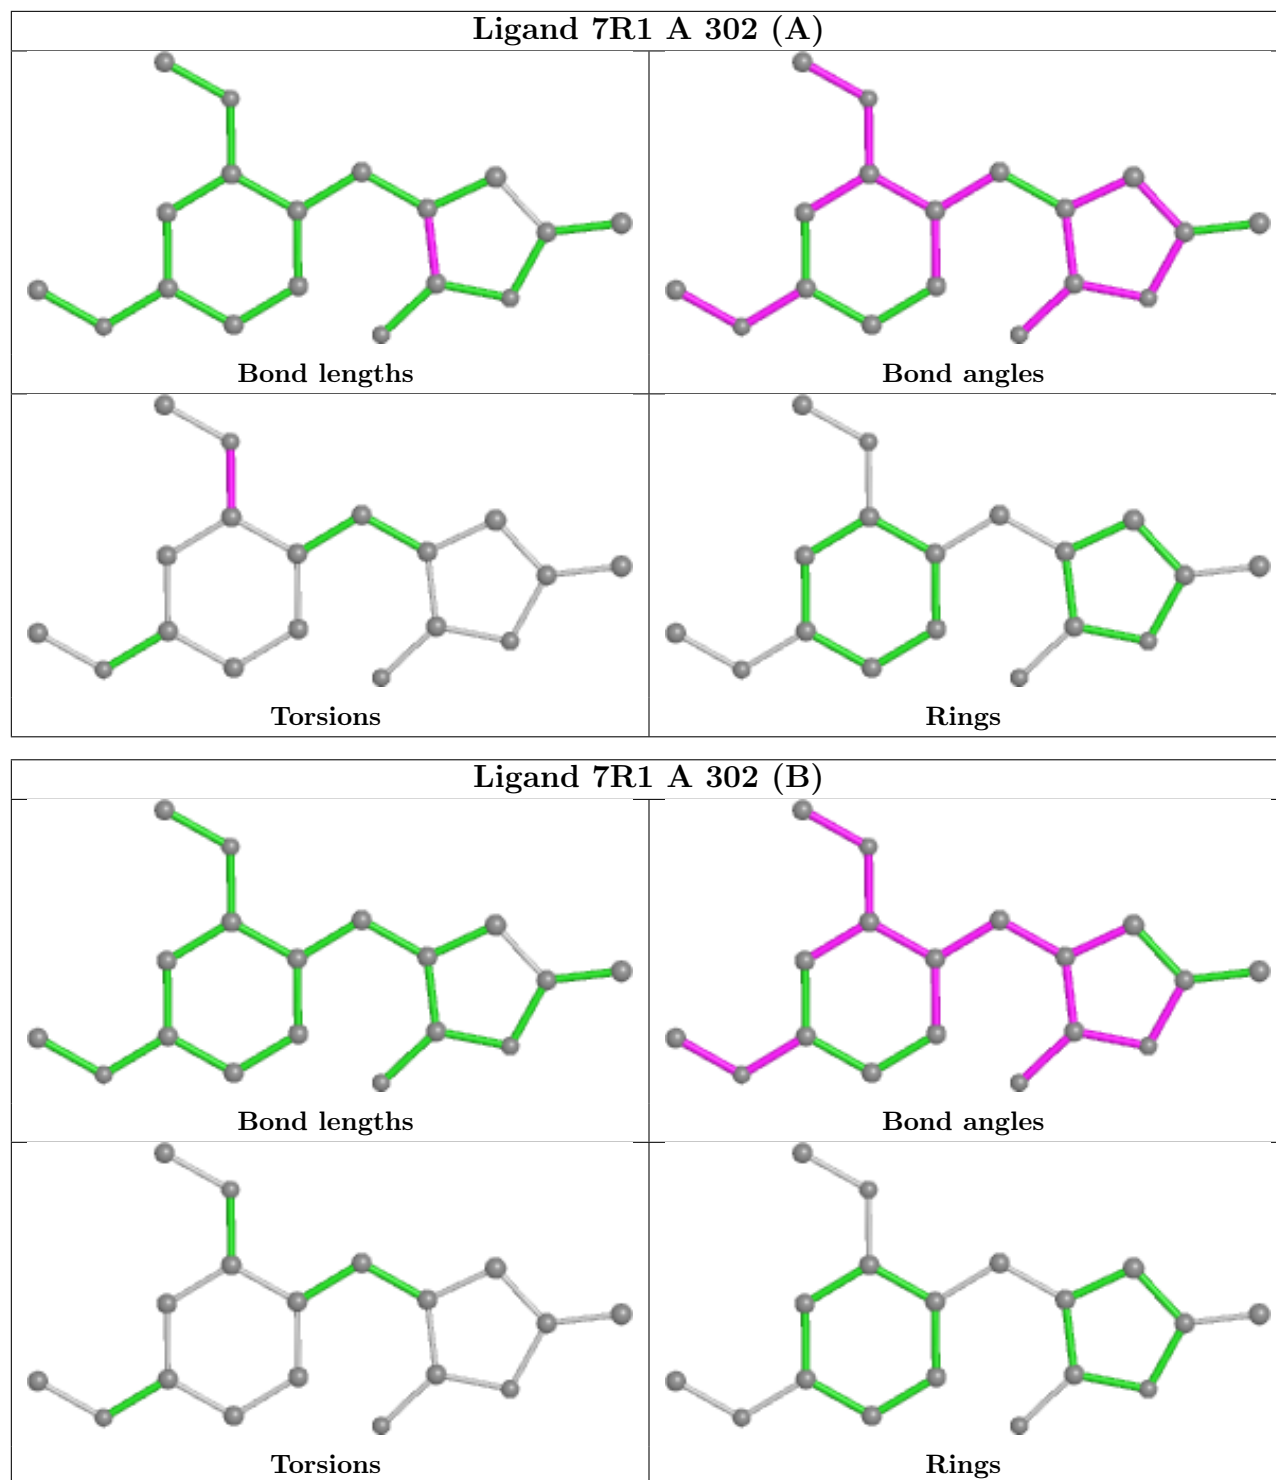 Ligand 7R1 A 302 (A)
Bond lengths
Bond angles
Torsions
Rings
Ligand 7R1 A 302 (B)
Bond lengths
Bond angles
Torsions
Rings